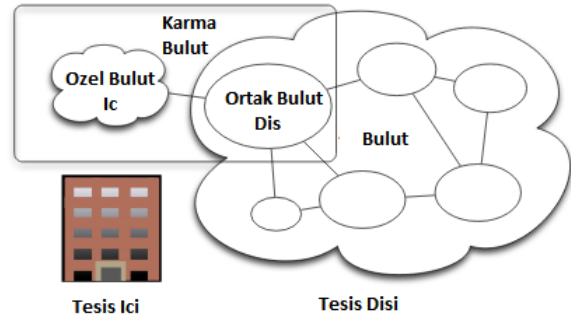 Karma
Bulut
Ozel Bulut
Ic
Ortak Bulut
Dis
Bulut
Tesis Ici
Tesis Disi